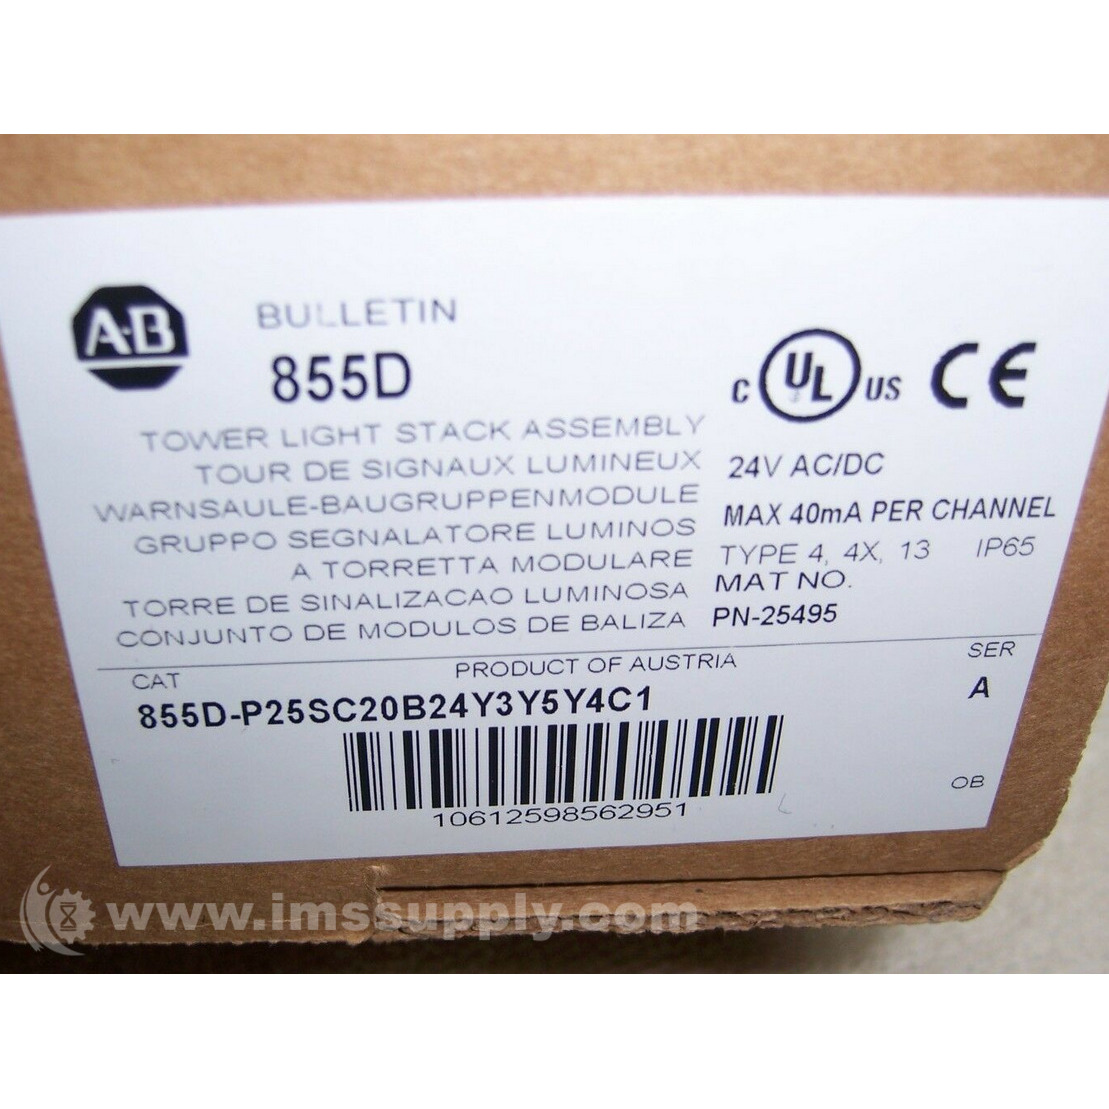 A-B
BULLETIN
855D
C UL US CE
TOWER LIGHT STACK ASSEMBLY
TOUR DE SIGNAUX LUMINEUX
WARNSAULE-BAUGRUPPENMODULE
GRUPPO SEGNALATORE LUMINOS
A TORRETTA MODULARE
TORRE DE SINALIZACAO LUMINOSA
CONJUNTO DE MODULOS DE BALIZA
24V AC/DC
MAX 40mA PER CHANNEL
TYPE 4, 4X, 13 IP65
MAT NO.
PN-25495
CAT
PRODUCT OF AUSTRIA
SER
855D-P25SC20B24Y3Y5Y4C1
A
10612598562951
OB
www.imssupply.com